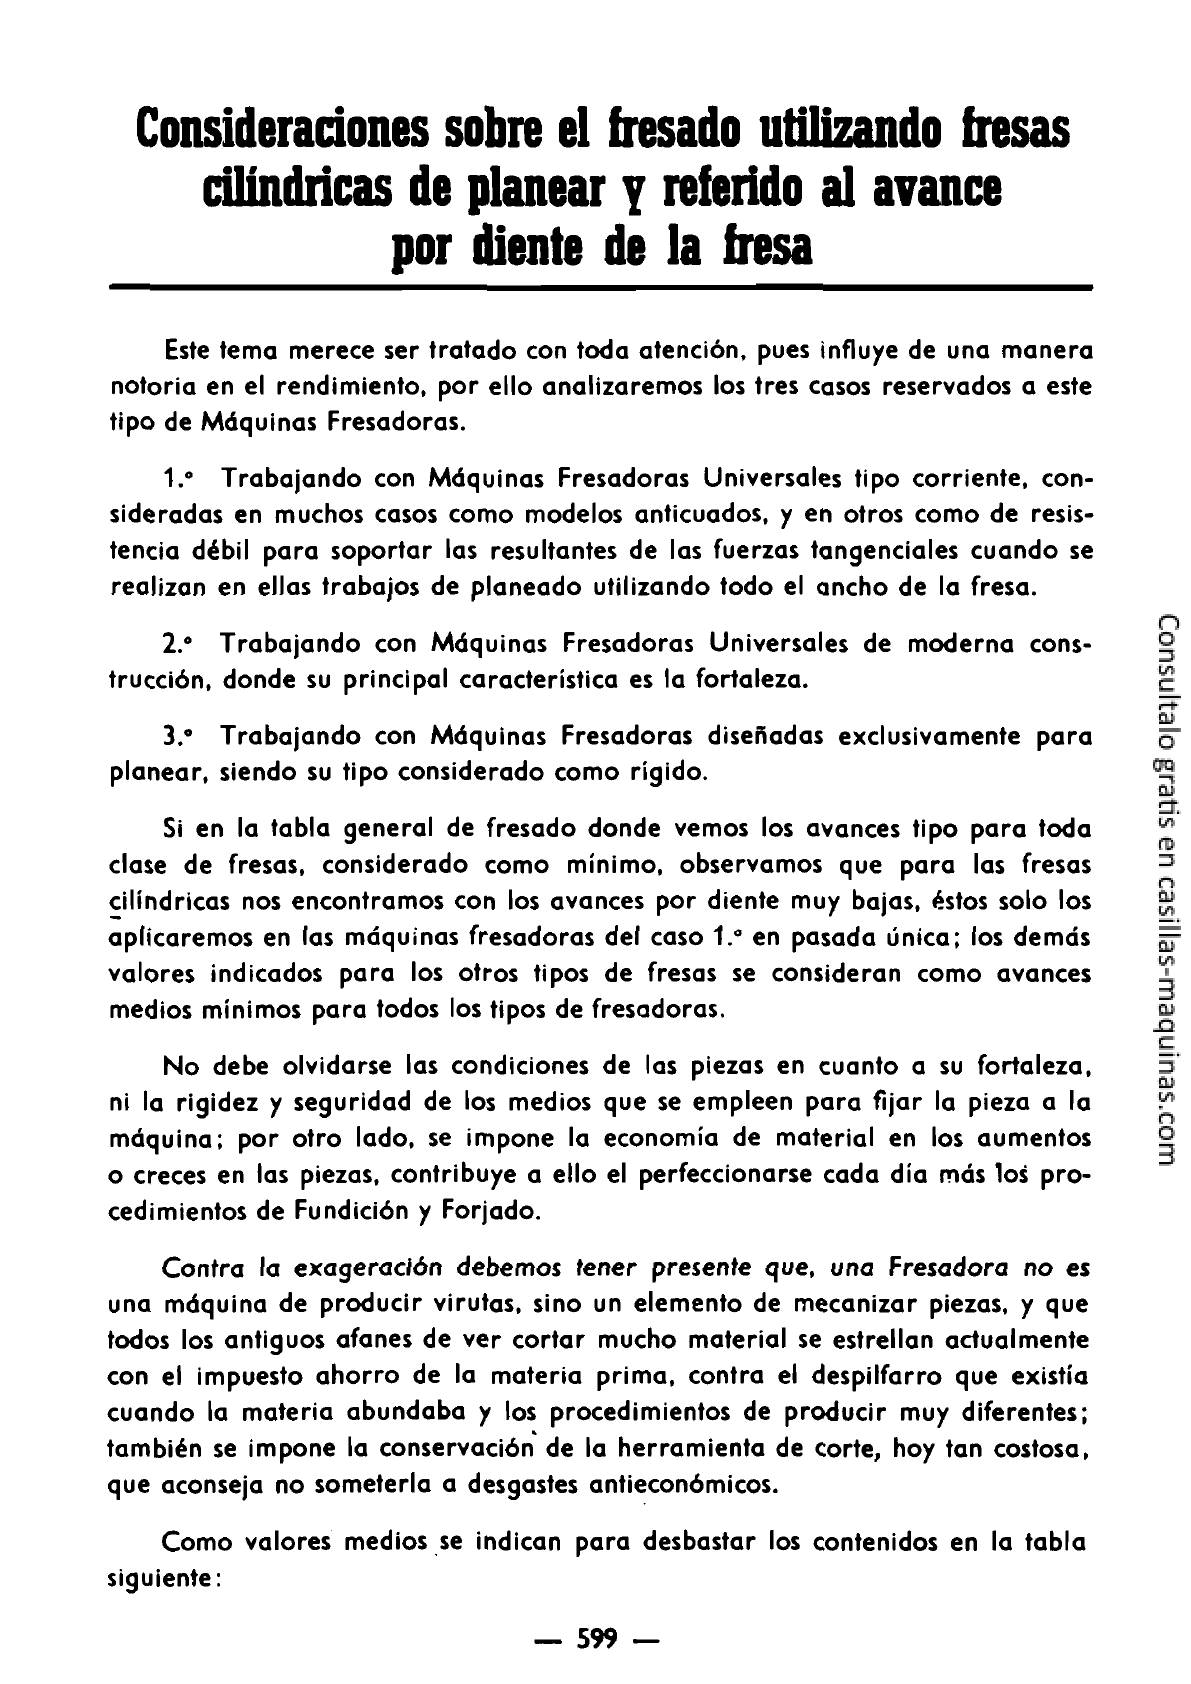 Consideraciones sobre el fresado utilizando fresas
cilíndricas de planear y referido al avance
por diente de la fresa
Este tema merece ser tratado con toda atención, pues influye de una manera
notoria en el rendimiento, por ello analizaremos los tres casos reservados a este
tipo de Máquinas Fresadoras.
1.º Trabajando con Máquinas Fresadoras Universales tipo corriente, con-
sideradas en muchos casos como modelos anticuados, y en otros como de resis-
tencia débil para soportar las resultantes de las fuerzas tangenciales cuando se
realizan en ellas trabajos de planeado utilizando todo el ancho de la fresa.
2.º Trabajando con Máquinas Fresadoras Universales de moderna cons-
trucción, donde su principal característica es la fortaleza.
3.º Trabajando con Máquinas Fresadoras diseñadas exclusivamente para
planear, siendo su tipo considerado como rígido.
Si en la tabla general de fresado donde vemos los avances tipo para toda
clase de fresas, considerado como mínimo, observamos que para las fresas
cilíndricas nos encontramos con los avances por diente muy bajas, éstos solo los
aplicaremos en las máquinas fresadoras del caso 1.º en pasada única; los demás
valores indicados para los otros tipos de fresas se consideran como avances
medios mínimos para todos los tipos de fresadoras.
No debe olvidarse las condiciones de las piezas en cuanto a su fortaleza,
ni la rigidez y seguridad de los medios que se empleen para fijar la pieza a la
máquina; por otro lado, se impone la economía de material en los aumentos
o creces en las piezas, contribuye a ello el perfeccionarse cada día más los pro-
cedimientos de Fundición y Forjado.
Contra la exageración debemos tener presente que, una Fresadora no es
una máquina de producir virutas, sino un elemento de mecanizar piezas, y que
todos los antiguos afanes de ver cortar mucho material se estrellan actualmente
con el impuesto ahorro de la materia prima, contra el despilfarro que existía
cuando la materia abundaba y los procedimientos de producir muy diferentes;
también se impone la conservación de la herramienta de corte, hoy tan costosa,
que aconseja no someterla a desgastes antieconómicos.
Como valores medios se indican para desbastar los contenidos en la tabla
siguiente:
— 599 —
Consultalo gratis en casillas-maquinas.com